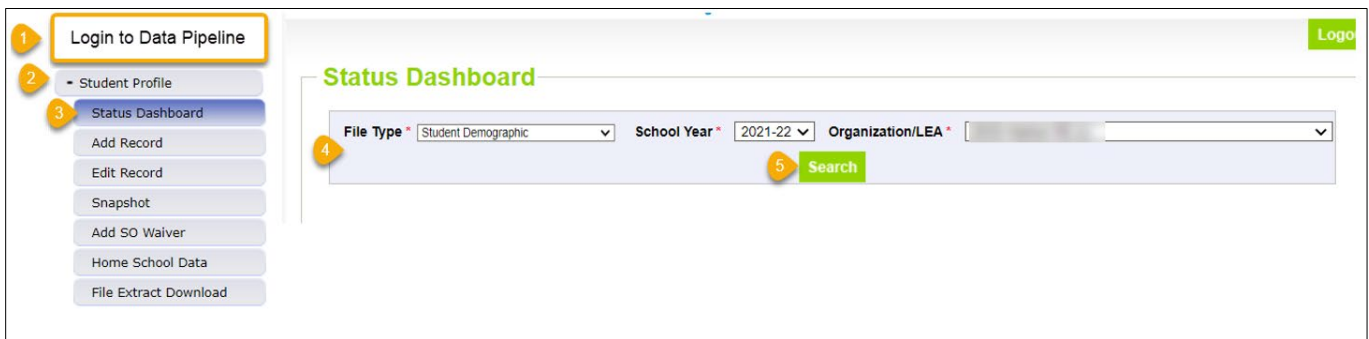 1 Login to Data Pipeline
Logo
2 - Student Profile
Status Dashboard
3 Status Dashboard
Add Record
Edit Record
Snapshot
Add SO Waiver
Home School Data
File Extract Download
4 File Type * Student Demographic School Year * 2021-22 Organization/LEA *
5 Search